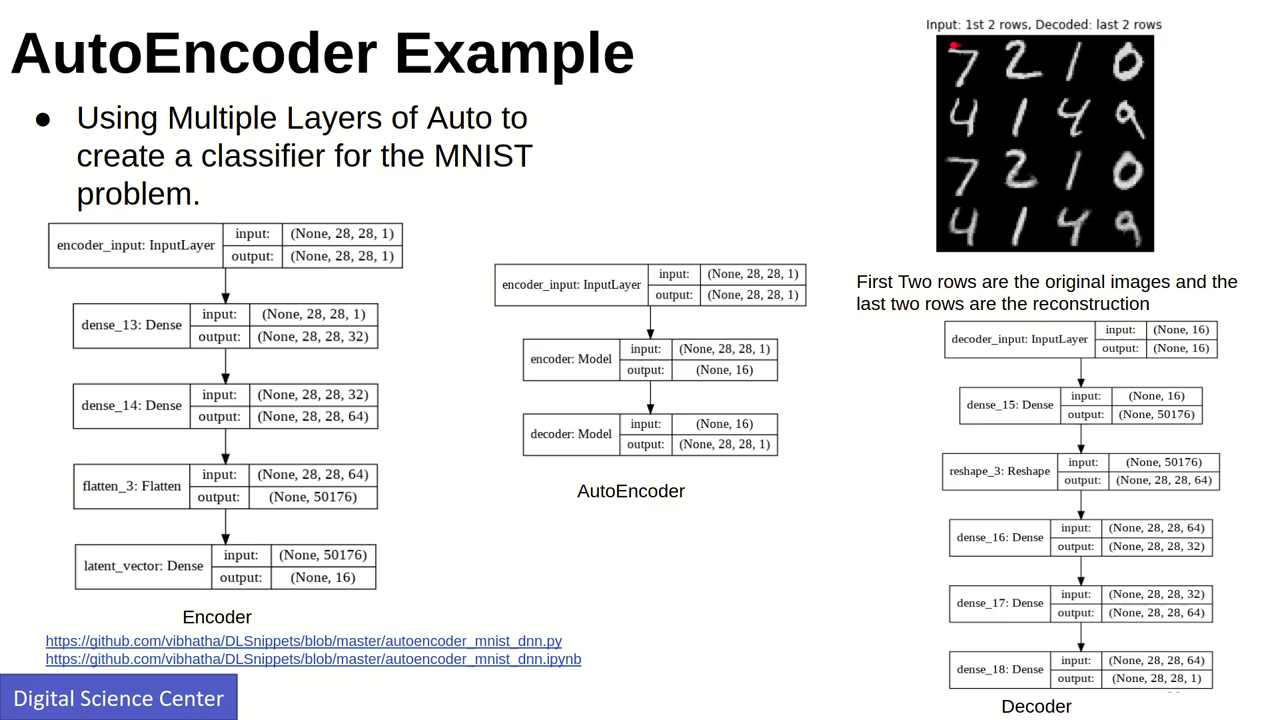 AutoEncoder Example
● Using Multiple Layers of Auto to
create a classifier for the MNIST
problem.
encoder_input: InputLayer
input: (None, 28, 28, 1)
output: (None, 28, 28, 1)
dense_13: Dense
input: (None, 28, 28, 1)
output: (None, 28, 28, 32)
dense_14: Dense
input: (None, 28, 28, 32)
output: (None, 28, 28, 64)
flatten_3: Flatten
input: (None, 28, 28, 64)
output: (None, 50176)
latent_vector: Dense
input: (None, 50176)
output: (None, 16)
Encoder
https://github.com/vibhatha/DLSnippets/blob/master/autoencoder_mnist_dnn.py
https://github.com/vibhatha/DLSnippets/blob/master/autoencoder_mnist_dnn.ipynb
Digital Science Center
encoder_input: InputLayer
input: (None, 28, 28, 1)
output: (None, 28, 28, 1)
encoder: Model
input: (None, 28, 28, 1)
output: (None, 16)
decoder: Model
input: (None, 16)
output: (None, 28, 28, 1)
AutoEncoder
Input: 1st 2 rows, Decoded: last 2 rows
7 2 1 0
4 1 4 9
7 2 1 0
4 1 4 9
First Two rows are the original images and the
last two rows are the reconstruction
decoder_input: InputLayer
input: (None, 16)
output: (None, 16)
dense_15: Dense
input: (None, 16)
output: (None, 50176)
reshape_3: Reshape
input: (None, 50176)
output: (None, 28, 28, 64)
dense_16: Dense
input: (None, 28, 28, 64)
output: (None, 28, 28, 32)
dense_17: Dense
input: (None, 28, 28, 32)
output: (None, 28, 28, 64)
dense_18: Dense
input: (None, 28, 28, 64)
output: (None, 28, 28, 1)
Decoder